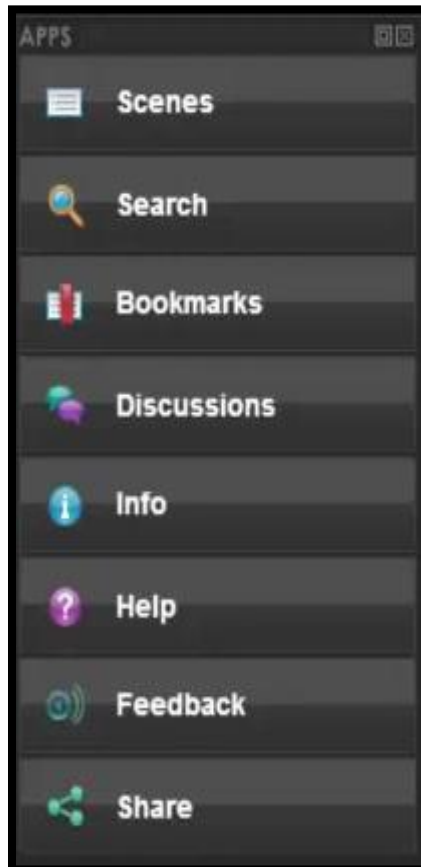 APPS
Scenes
Search
Bookmarks
Discussions
Info
Help
Feedback
Share